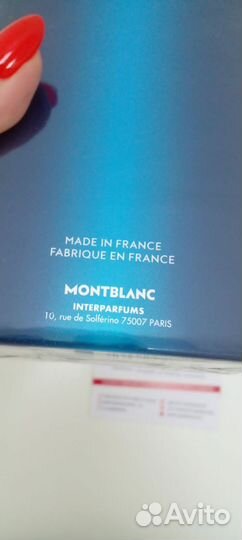 MADE IN FRANCE
FABRIQUE EN FRANCE
MONTBLANC
INTERPARFUMS
10, rue de Solférino 75007 PARIS
Avito